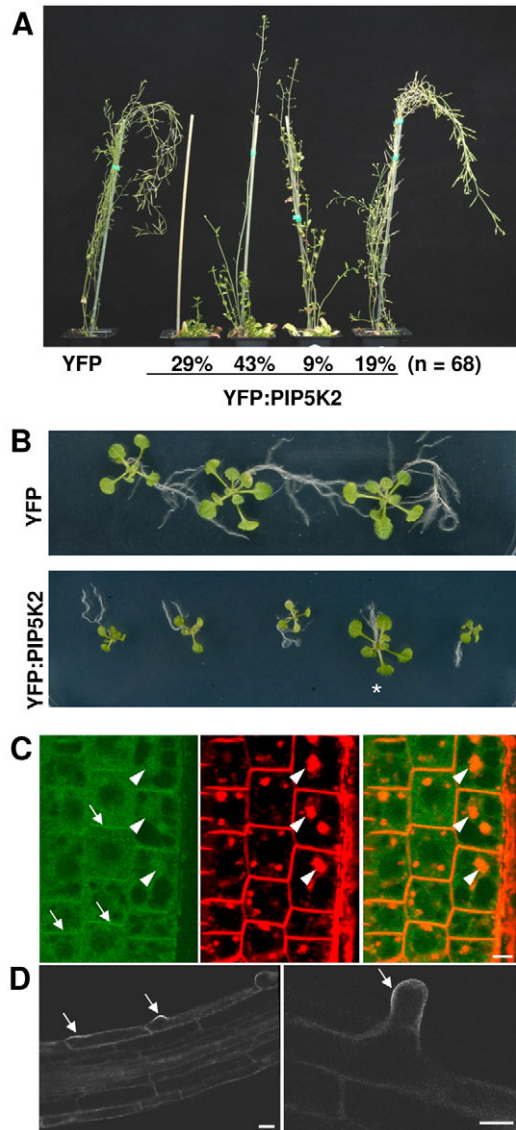 A
YFP 29% 43% 9% 19% (n = 68)
YFP:PIP5K2
B
YFP
YFP:PIP5K2
*
C
D